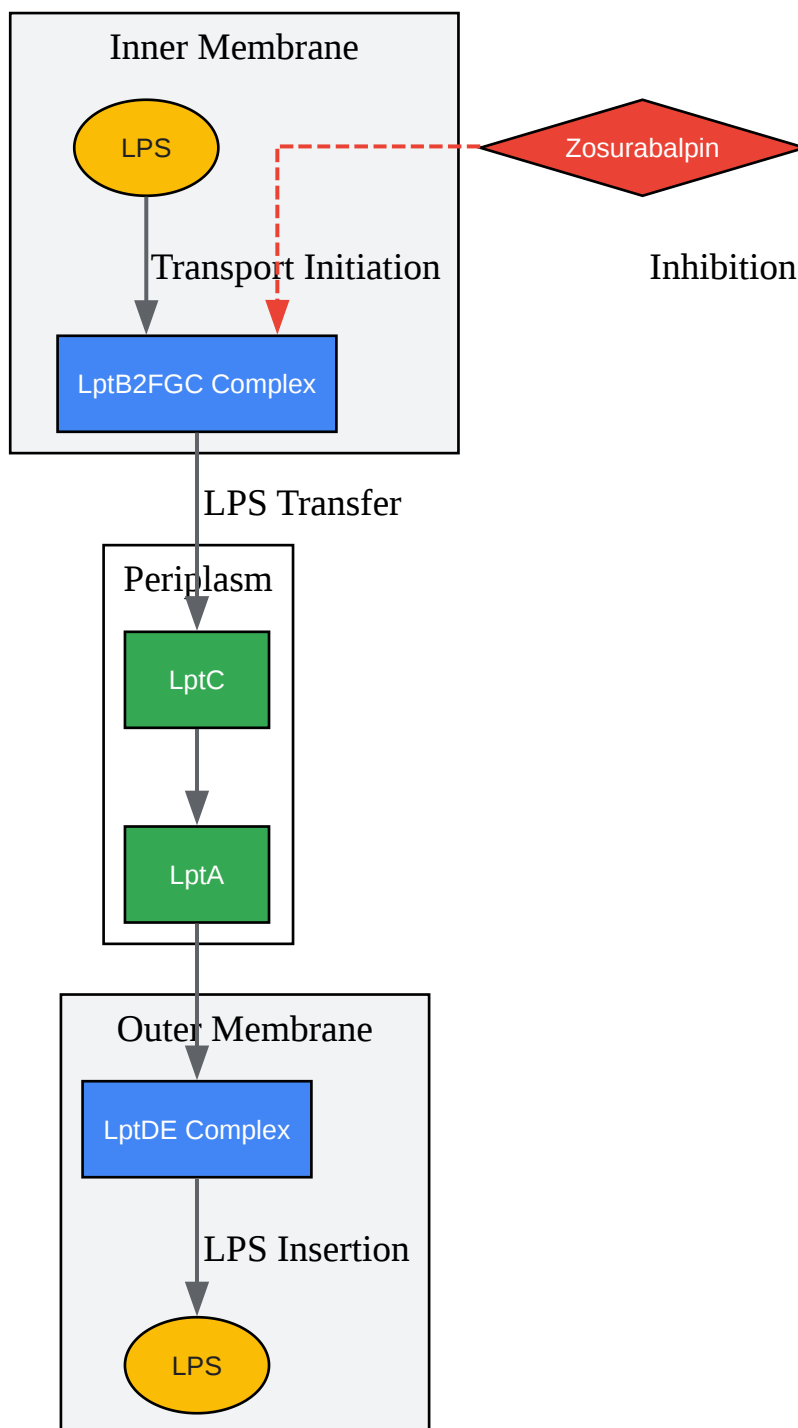 Inner Membrane
LPS
Zosurabalpin
Transport Initiation
Inhibition
LptB2FGC Complex
LPS Transfer
Periplasm
LptC
LptA
Outer Membrane
LptDE Complex
LPS Insertion
LPS